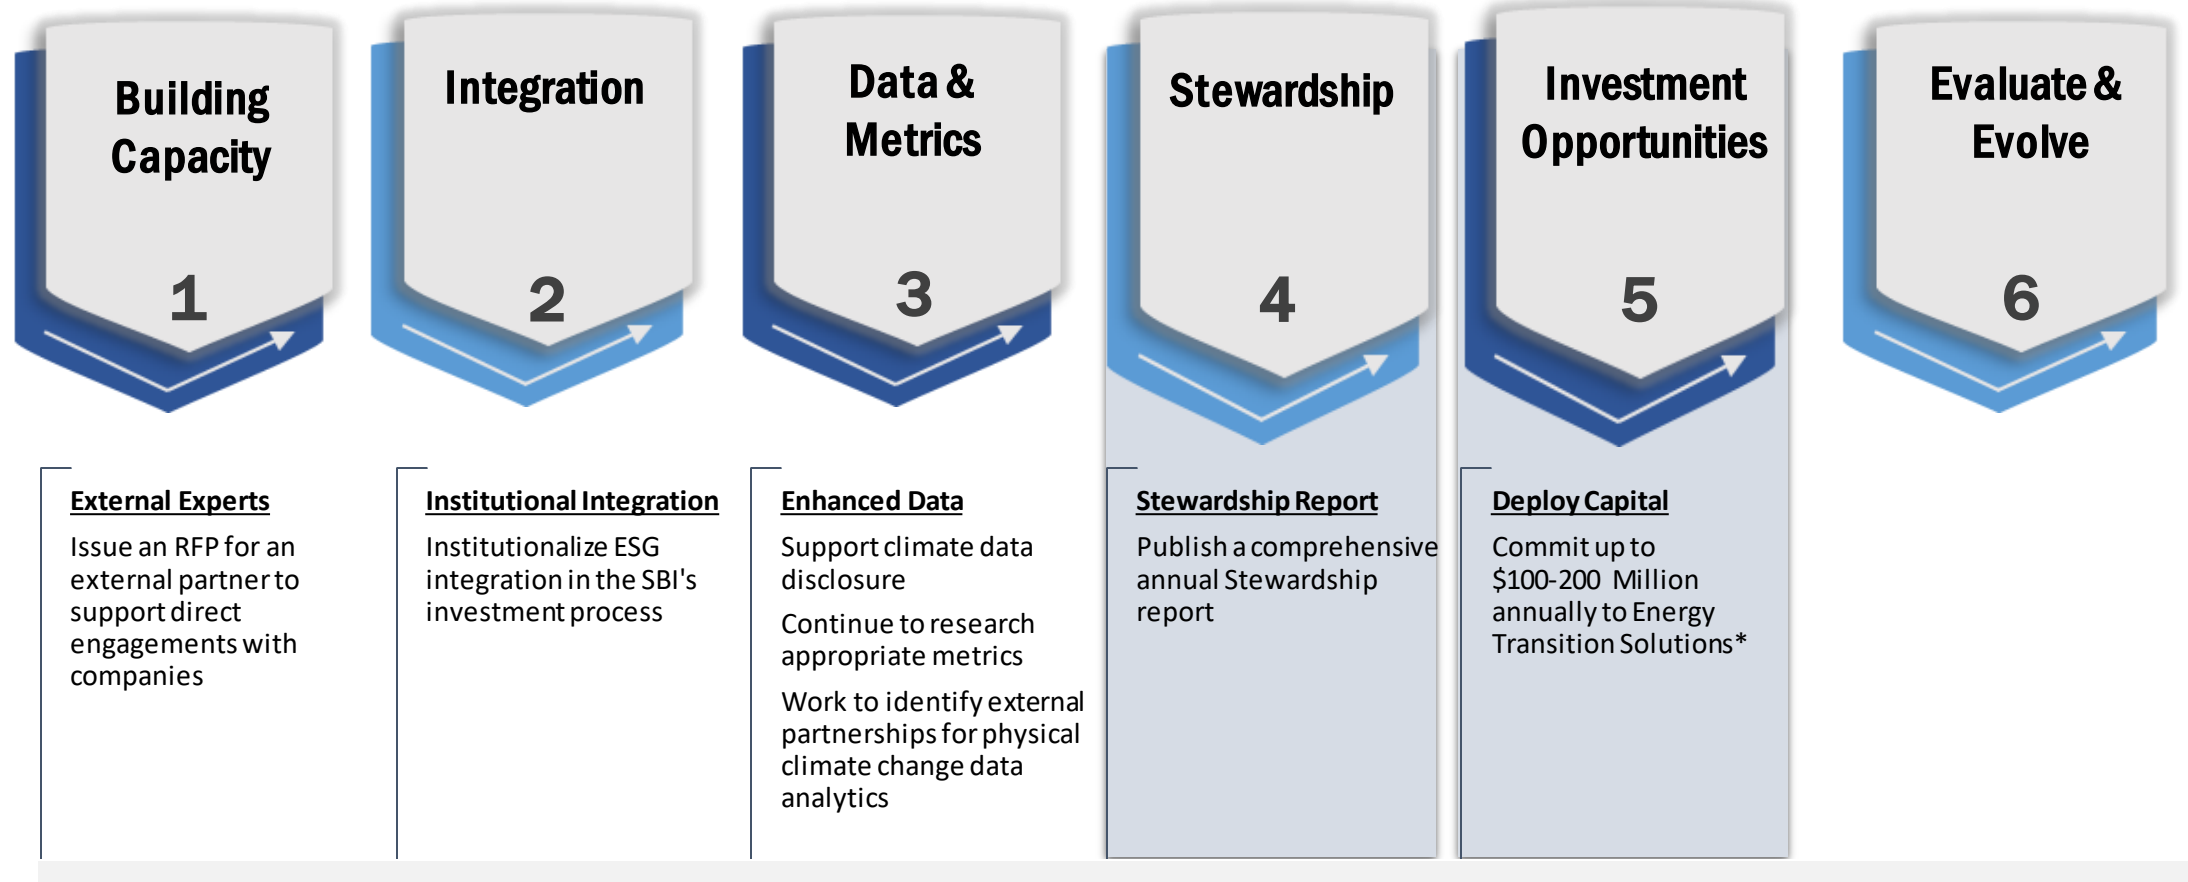 Building
Capacity
1
External Experts
Issue an RFP for an
external partner to
support direct
engagements with
companies
Integration
2
Institutional Integration
Institutionalize ESG
integration in the SBI's
investment process
Data &
Metrics
3
Enhanced Data
Support climate data
disclosure
Continue to research
appropriate metrics
Work to identify external
partnerships for physical
climate change data
analytics
Stewardship
4
Stewardship Report
Publish a comprehensive
annual Stewardship
report
Investment
Opportunities
5
Deploy Capital
Commit up to
$100-200 Million
annually to Energy
Transition Solutions*
Evaluate &
Evolve
6